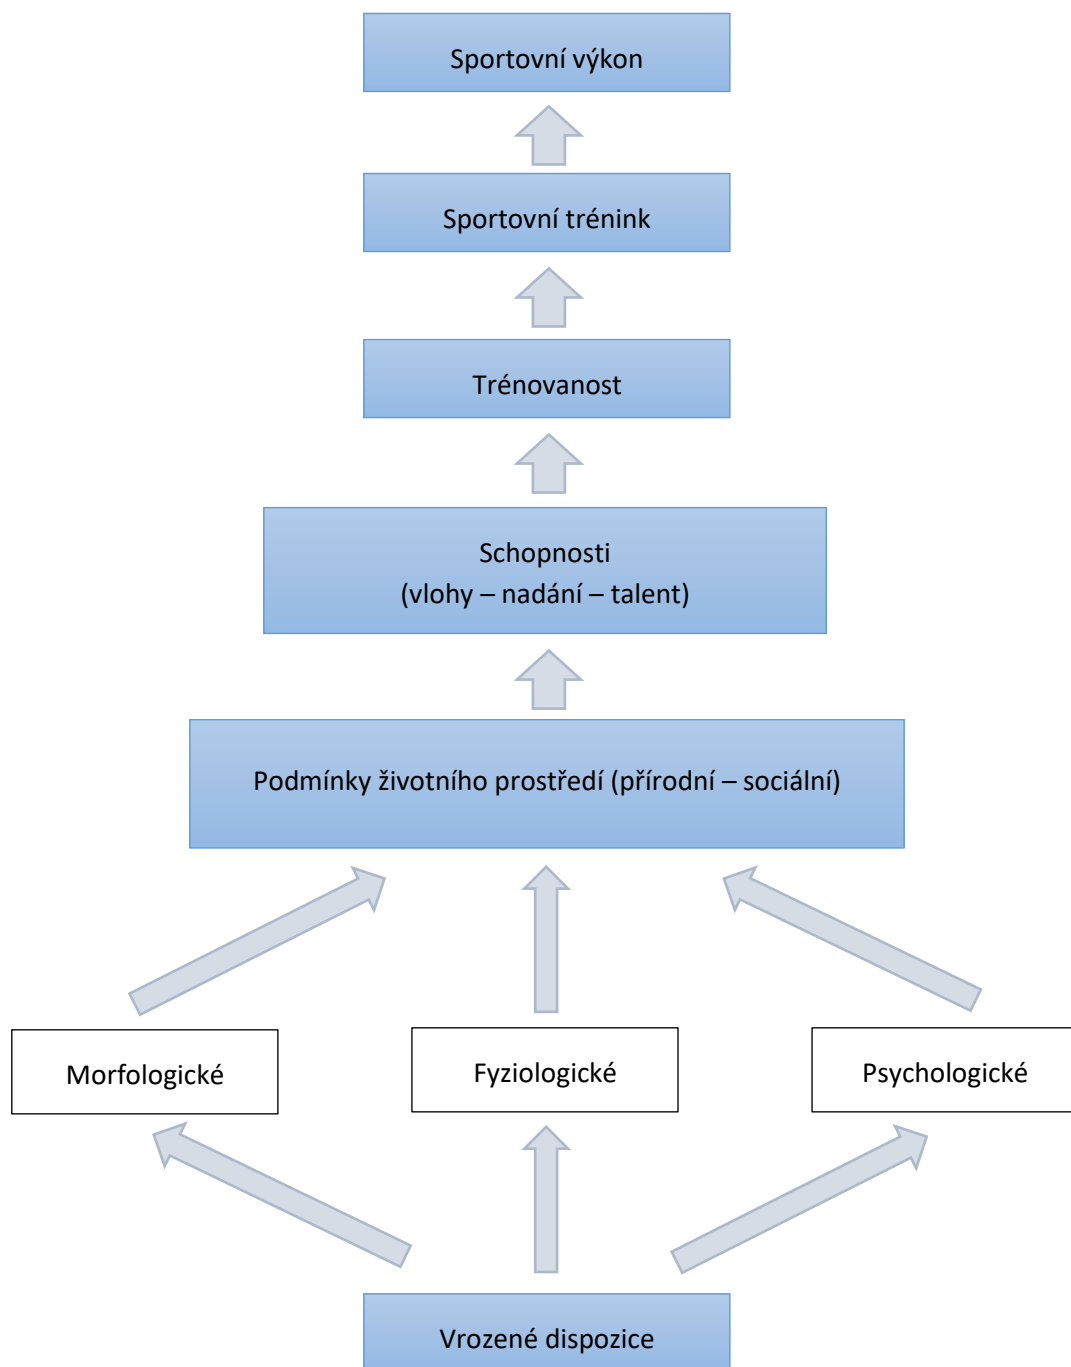 Sportovní výkon
Sportovní trénink
Trénovanost
Schopnosti
(vlohy – nadání – talent)
Podmínky životního prostředí (přírodní – sociální)
Morfologické
Fyziologické
Psychologické
Vrozené dispozice